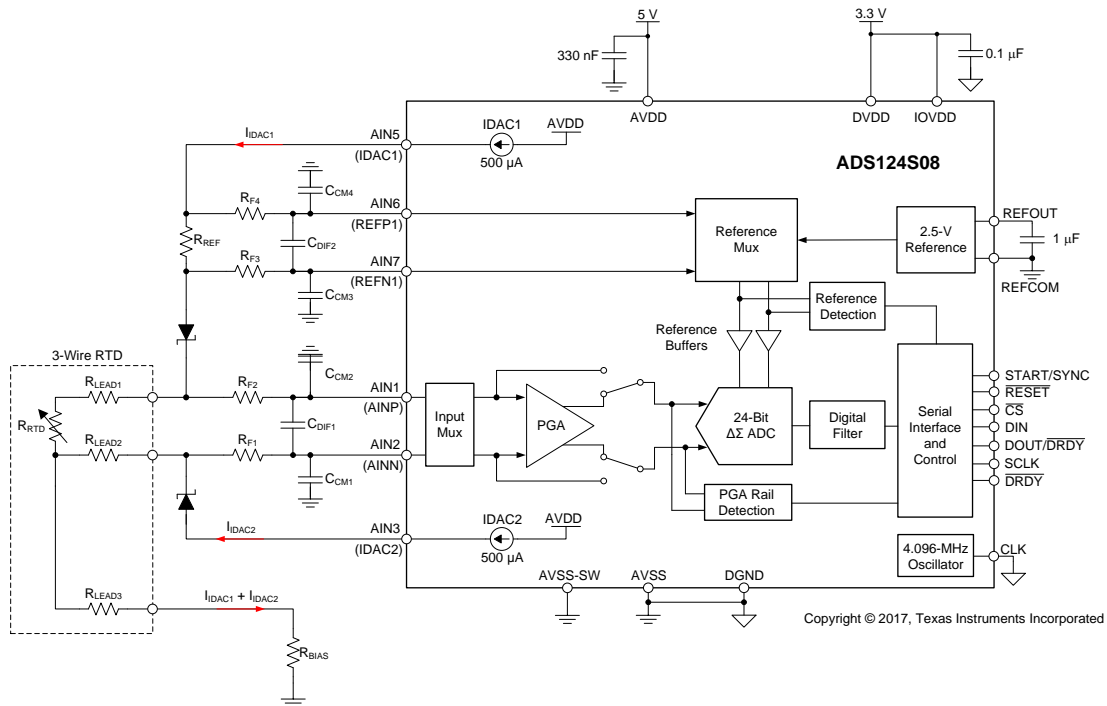 5 V
3.3 V
330 nF
0.1 μF
AVDD
DVDD
IOVDD
IIDAC1
AIN5
(IDAC1)
IDAC1
500 μA
AVDD
ADS124S08
RF4
CCM4
AIN6
(REFP1)
RREF
CDIF2
RF3
AIN7
(REFN1)
CCM3
Reference
Mux
2.5-V
Reference
REFOUT
1 μF
REFCOM
Reference
Detection
Reference
Buffers
3-Wire RTD
RLEAD1
RF2
CCM2
AIN1
(AINP)
RRTD
CDIF1
RLEAD2
RF1
AIN2
(AINN)
CCM1
Input
Mux
PGA
24-Bit
ΔΣ ADC
Digital
Filter
Serial
Interface
and
Control
START/SYNC
RESET
CS
DIN
DOUT/DRDY
SCLK
DRDY
PGA Rail
Detection
IIDAC2
AIN3
(IDAC2)
IDAC2
500 μA
AVDD
4.096-MHz
Oscillator
CLK
RLEAD3
IIDAC1 + IIDAC2
RBIAS
AVSS-SW
AVSS
DGND
Copyright © 2017, Texas Instruments Incorporated